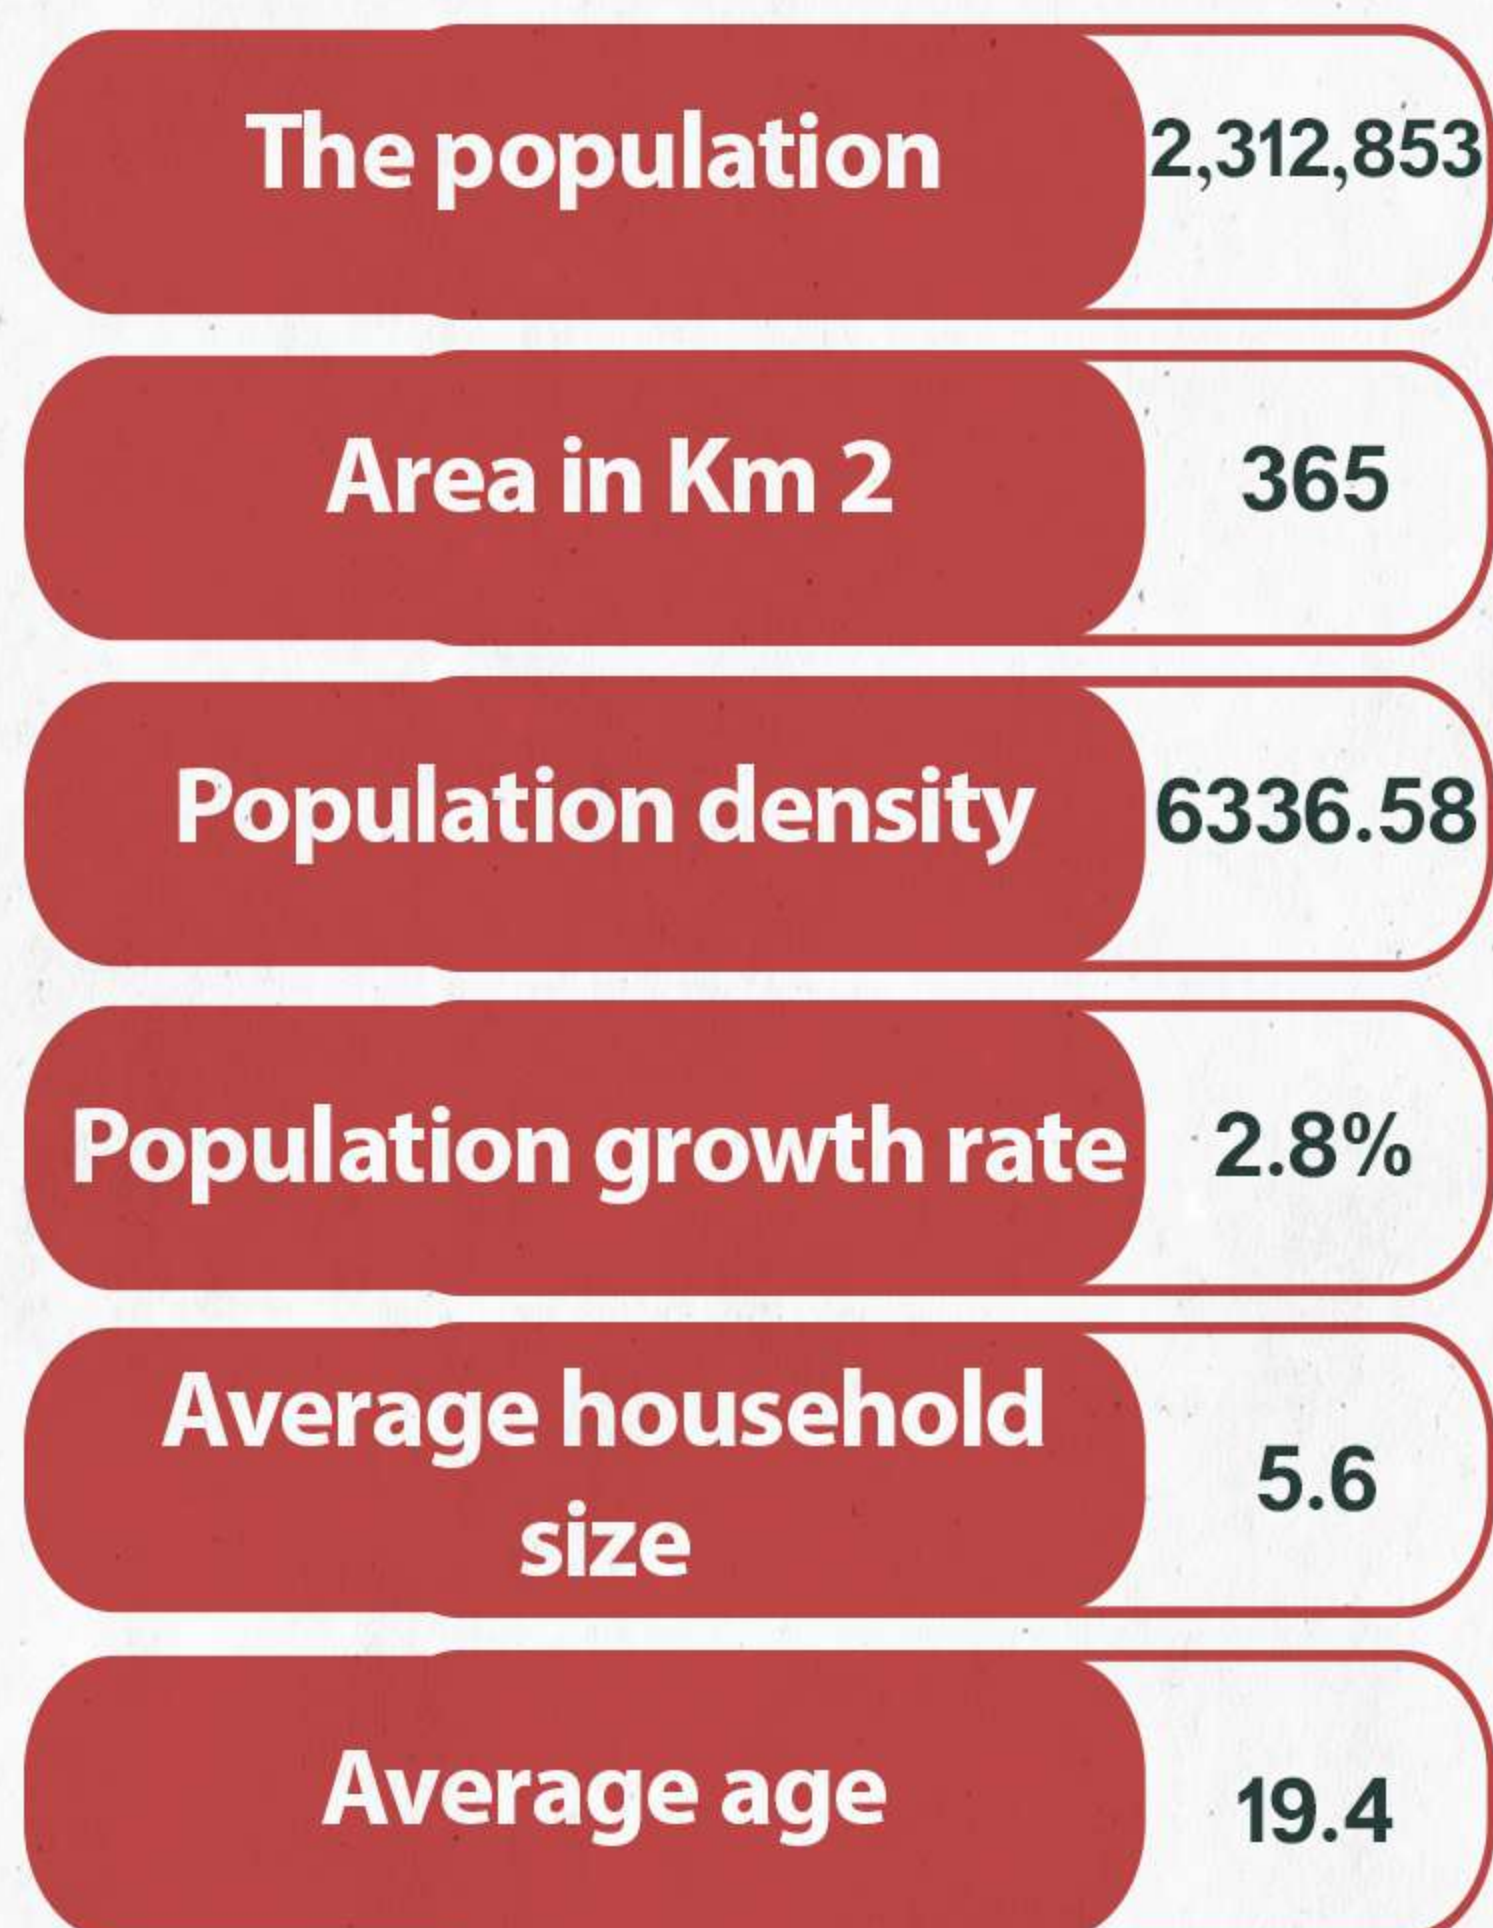 The population 2,312,853
Area in Km 2 365
Population density 6336.58
Population growth rate 2.8%
Average household
size
5.6
Average age 19.4